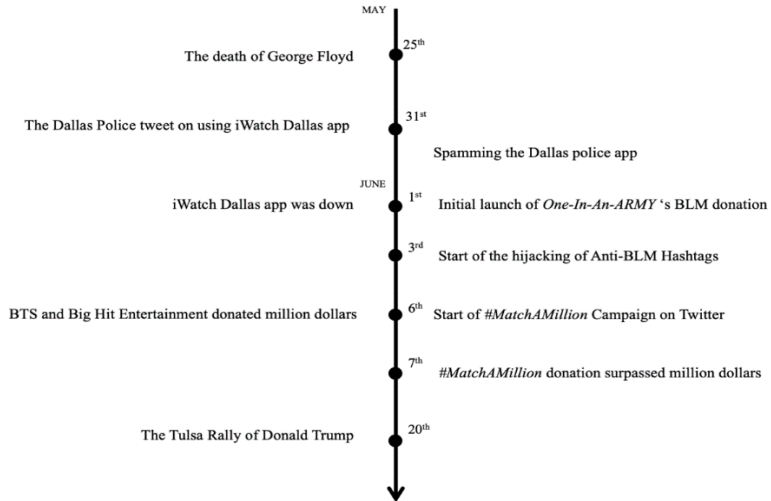 MAY
The death of George Floyd 25th
The Dallas Police tweet on using iWatch Dallas app 31st
Spamming the Dallas police app
JUNE
iWatch Dallas app was down 1st Initial launch of One-In-An-ARMY ‘s BLM donation
3rd Start of the hijacking of Anti-BLM Hashtags
BTS and Big Hit Entertainment donated million dollars 6th Start of #MatchAMillion Campaign on Twitter
7th #MatchAMillion donation surpassed million dollars
The Tulsa Rally of Donald Trump 20th